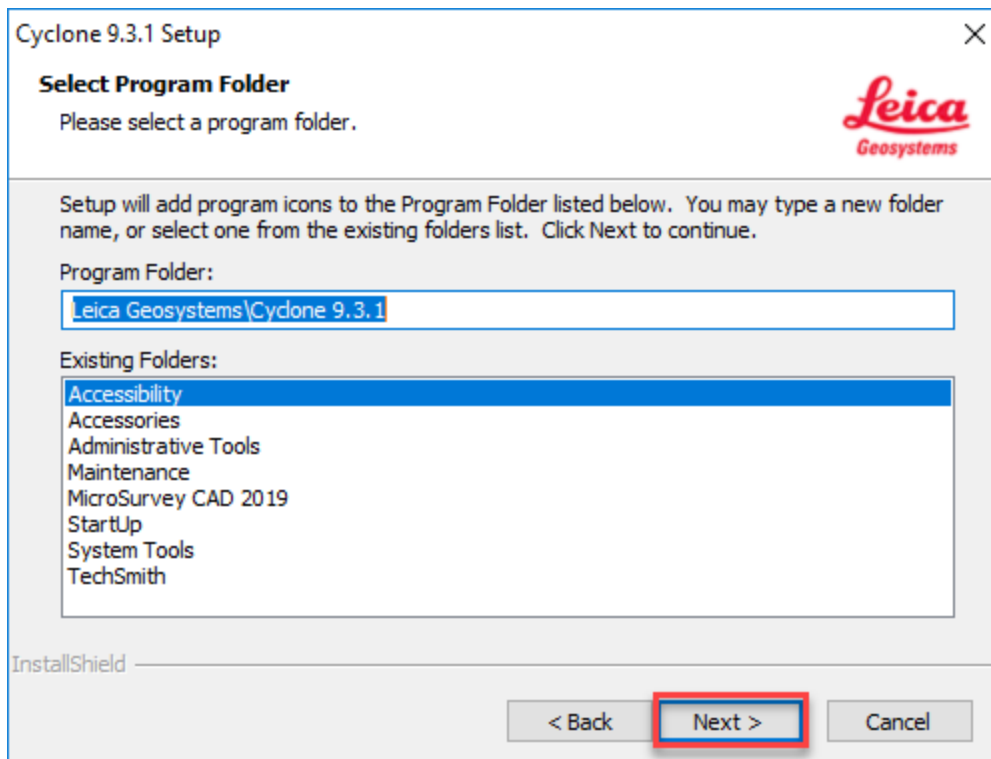 Cyclone 9.3.1 Setup
Select Program Folder
Please select a program folder.
Leica
Geosystems
Setup will add program icons to the Program Folder listed below.  You may type a new folder
name, or select one from the existing folders list.  Click Next to continue.
Program Folder:
Leica Geosystems\Cyclone 9.3.1
Existing Folders:
Accessibility
Accessories
Administrative Tools
Maintenance
MicroSurvey CAD 2019
StartUp
System Tools
TechSmith
InstallShield
< Back Next > Cancel